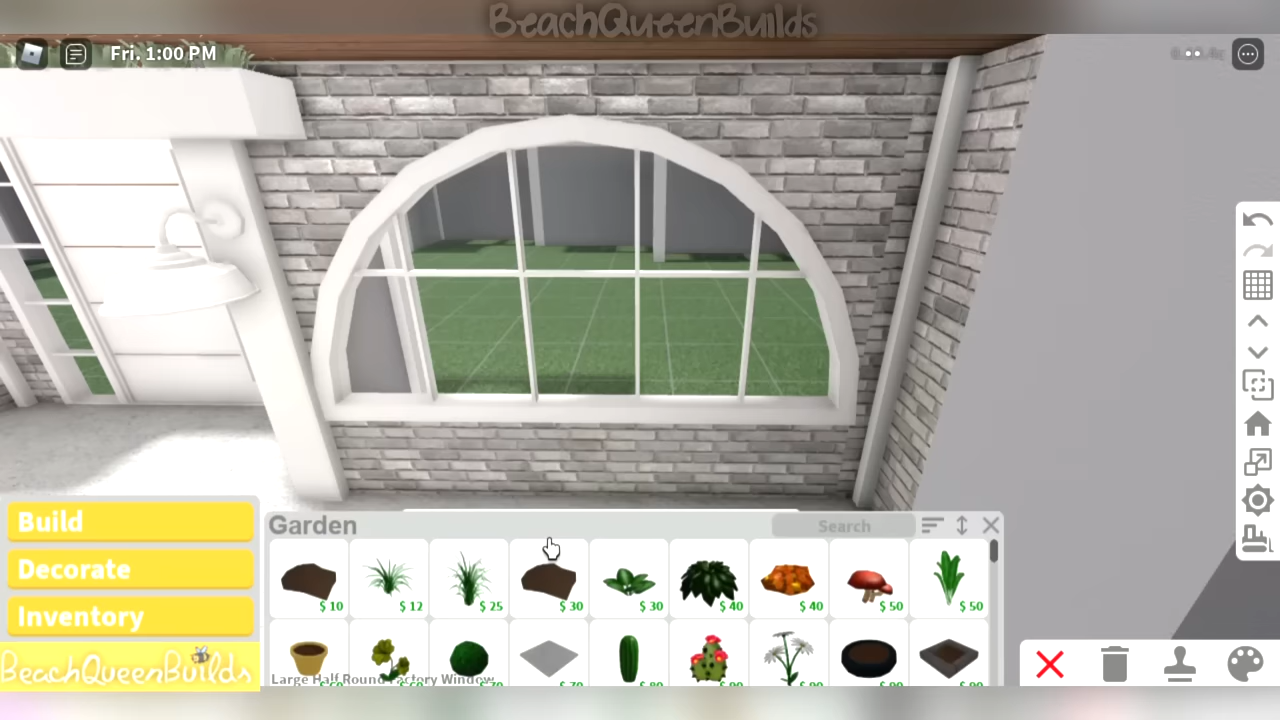 BeachQueenBuilds
Fri. 1:00 PM
Build
Decorate
Inventory
BeachQueenBuilds
Garden
Search
$ 10
$ 12
$ 25
$ 30
$ 30
$ 40
$ 40
$ 50
$ 50
Large Half Round Factory Window